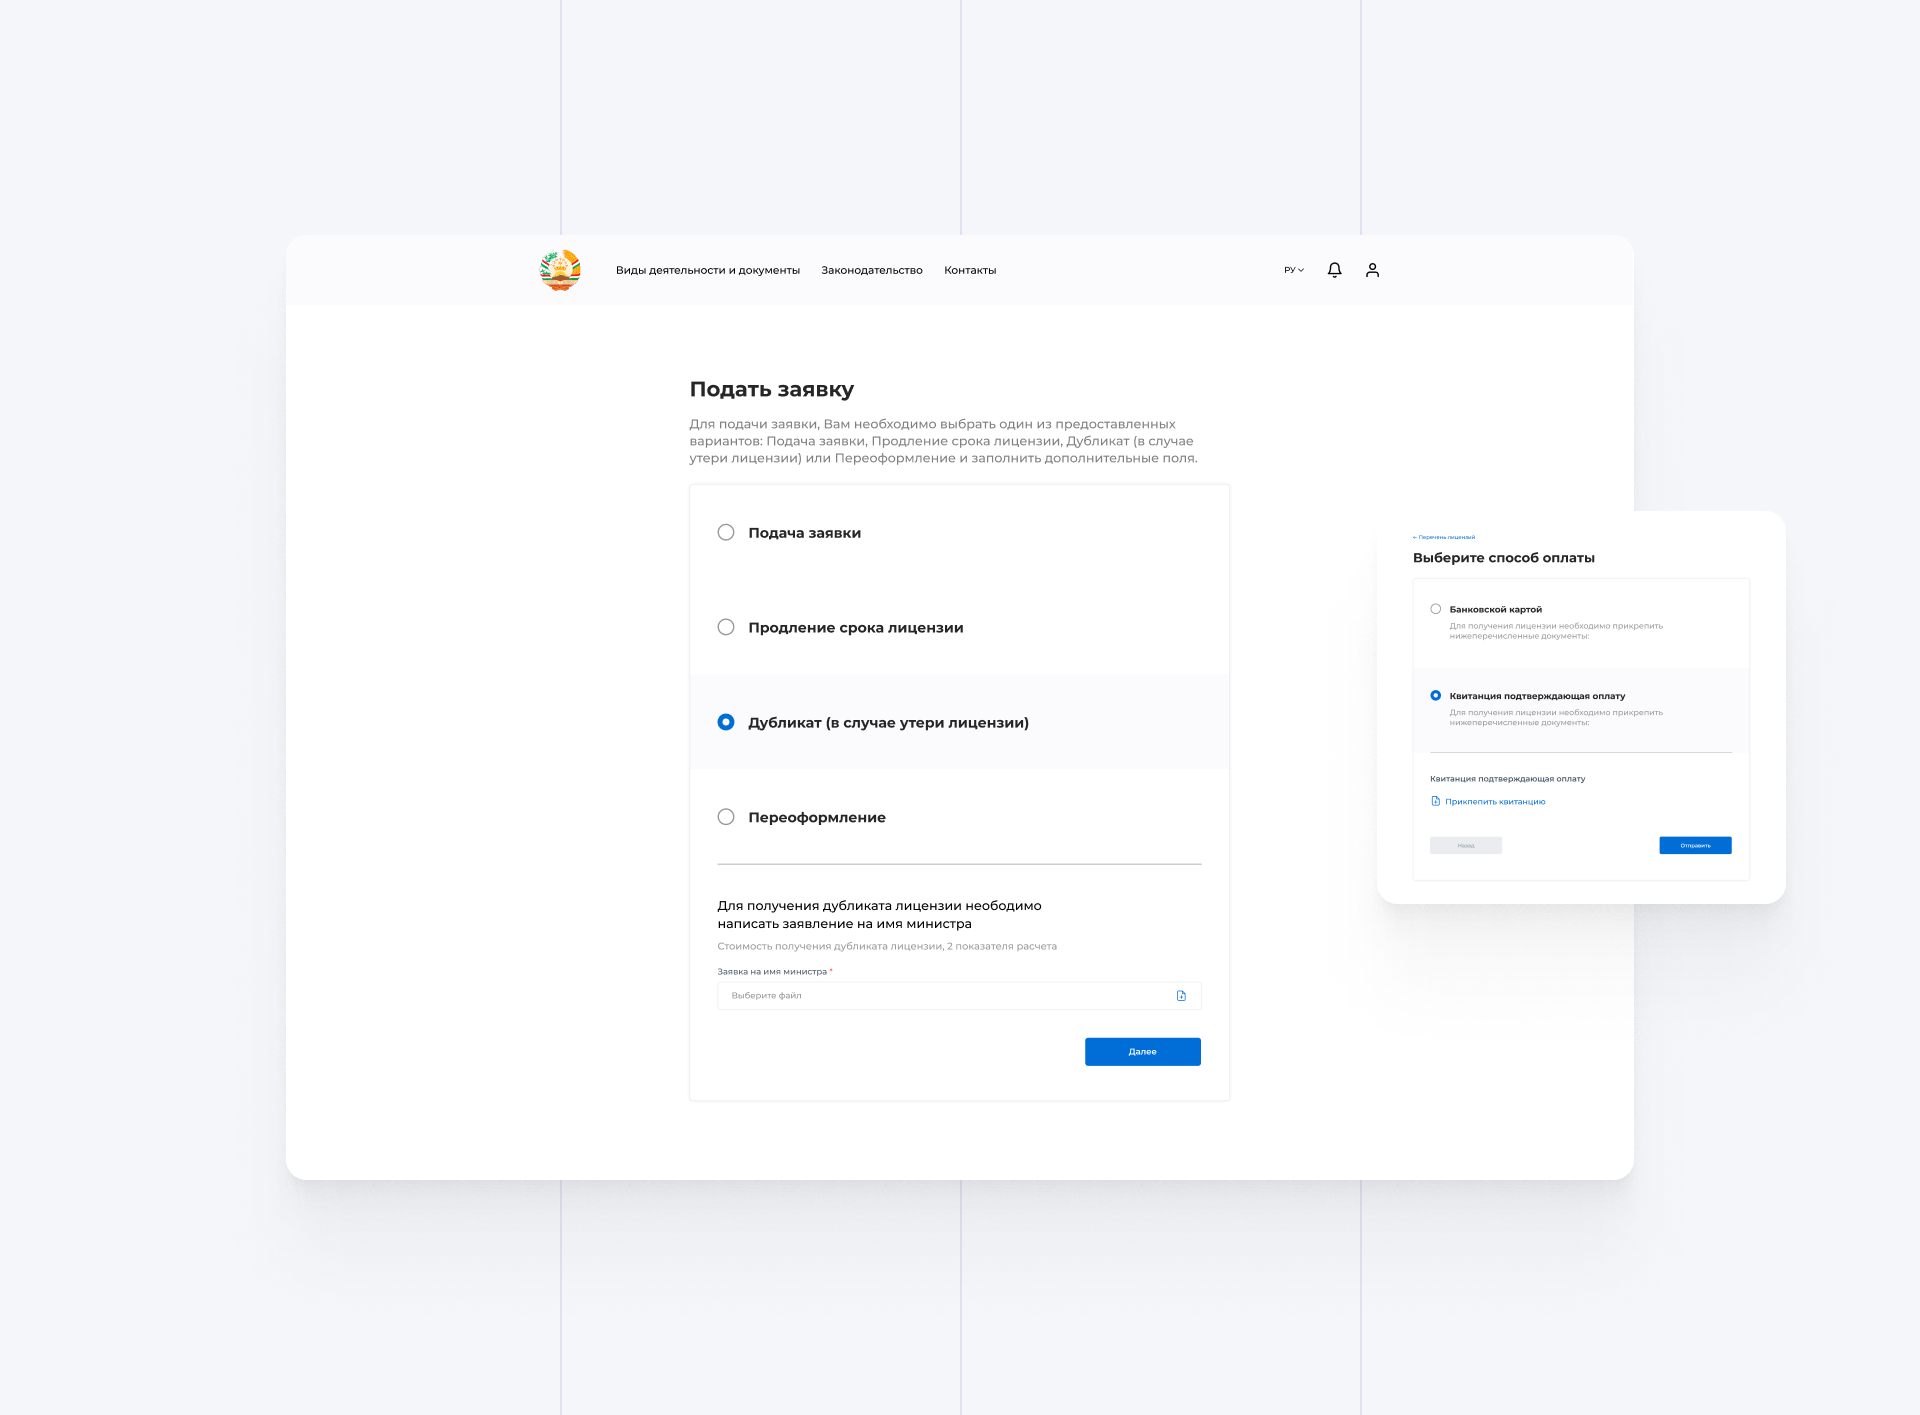 Виды деятельности и документы
Законодательство
Контакты
РУ
Подать заявку
Для подачи заявки, Вам необходимо выбрать один из предоставленных
вариантов: Подача заявки, Продление срока лицензии, Дубликат (в случае
утери лицензии) или Переоформление и заполнить дополнительные поля.
Подача заявки
Продление срока лицензии
Дубликат (в случае утери лицензии)
Переоформление
Для получения дубликата лицензии неободимо
написать заявление на имя министра
Стоимость получения дубликата лицензии, 2 показателя расчета
Заявка на имя министра *
Выберите файл
Далее
← Перечень лицензий
Выберите способ оплаты
Банковской картой
Для получения лицензии необходимо прикрепить
нижеперечисленные документы:
Квитанция подтверждающая оплату
Для получения лицензии необходимо прикрепить
нижеперечисленные документы:
Квитанция подтверждающая оплату
Прикпепить квитанцию
Назад
Отправить